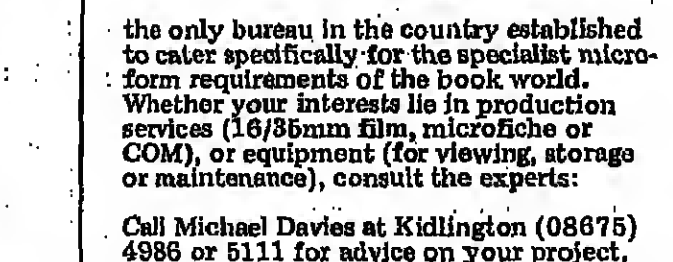 the only bureau in the country established
to cater specifically for the specialist micro-
form requirements of the book world.
Whether your interests lie in production
services (16/35mm film, microfiche or
COM), or equipment (for viewing, storage
or maintenance), consult the experts:
Call Michael Davies at Kidlington (08675)
4986 or 5111 for advice on your project.